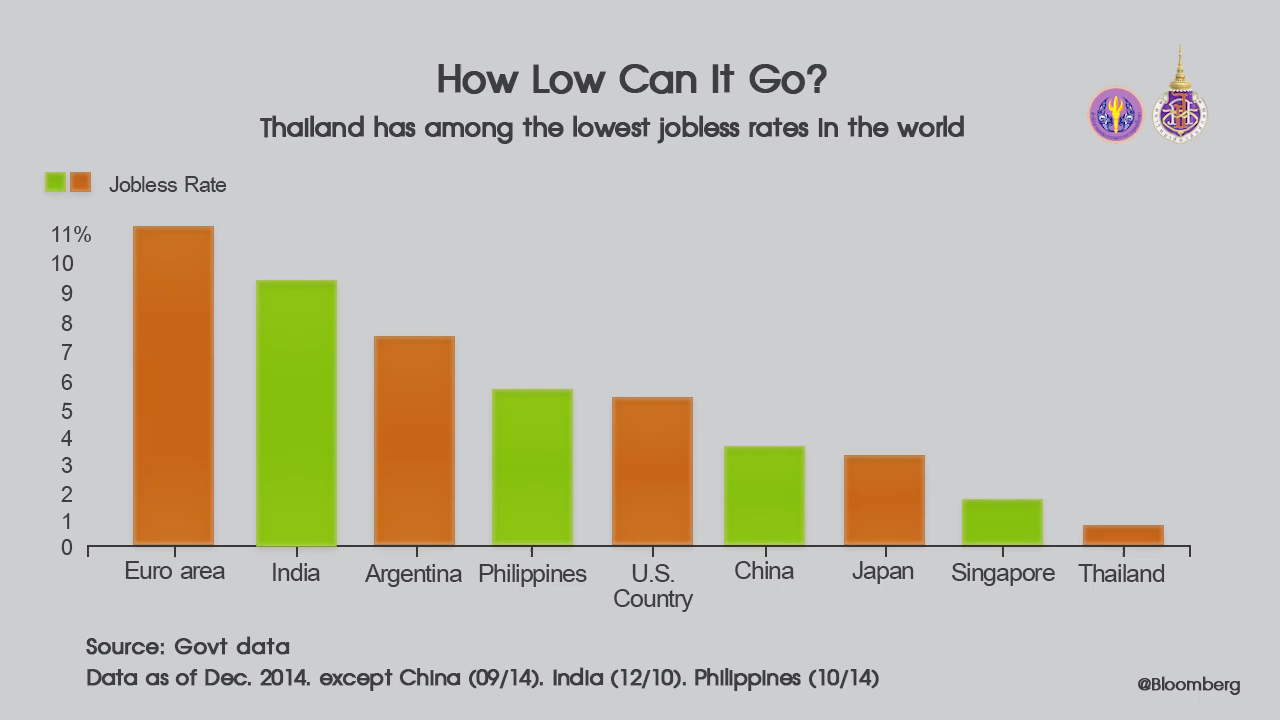 How Low Can It Go?
Thailand has among the lowest jobless rates in the world
Jobless Rate
11%
10
9
8
7
6
5
4
3
2
1
0
Euro area
India
Argentina
Philippines
U.S.
China
Japan
Singapore
Thailand
Country
Source: Govt data
Data as of Dec. 2014. except China (09/14). India (12/10). Philippines (10/14)
@Bloomberg